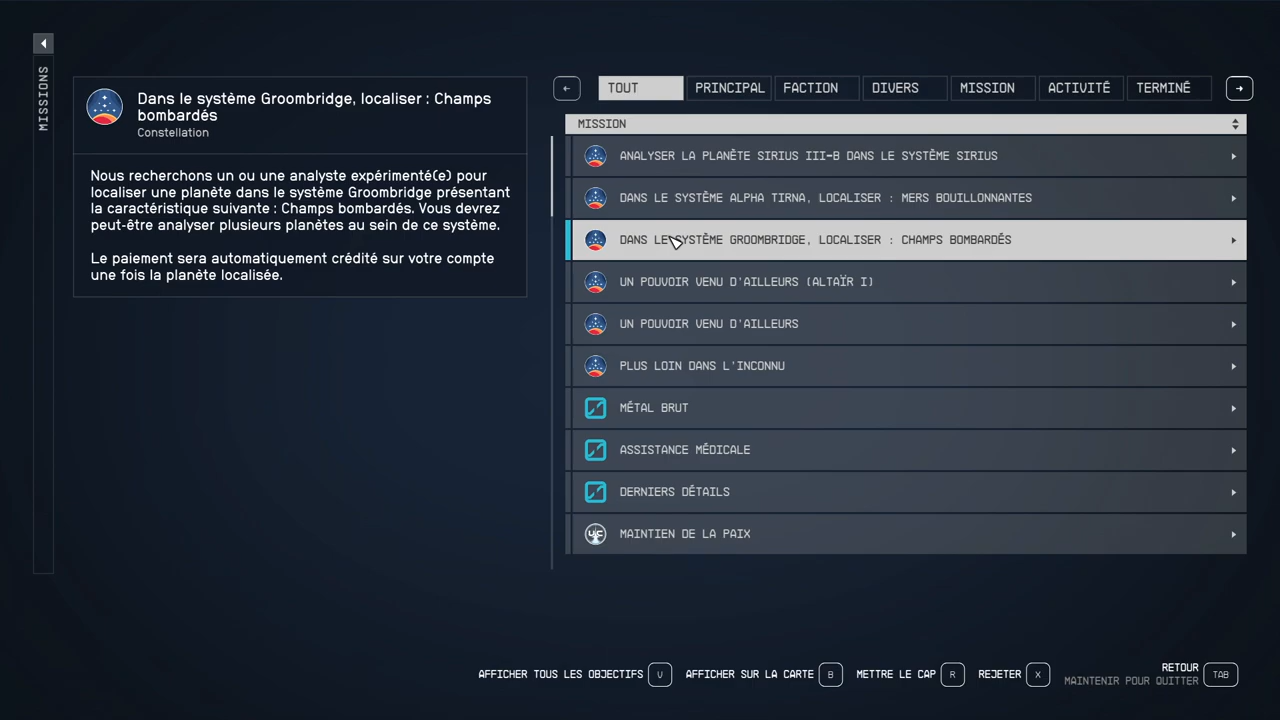 MISSIONS
Dans le système Groombridge, localiser : Champs
bombardés
Constellation
Nous recherchons un ou une analyste expérimenté(e) pour
localiser une planète dans le système Groombridge présentant
la caractéristique suivante : Champs bombardés. Vous devrez
peut-être analyser plusieurs planètes au sein de ce système.
Le paiement sera automatiquement crédité sur votre compte
une fois la planète localisée.
TOUT PRINCIPAL FACTION DIVERS MISSION ACTIVITÉ TERMINÉ
MISSION
ANALYSER LA PLANÈTE SIRIUS III-B DANS LE SYSTÈME SIRIUS
DANS LE SYSTÈME ALPHA TIRNA, LOCALISER : MERS BOUILLONNANTES
DANS LE SYSTÈME GROOMBRIDGE, LOCALISER : CHAMPS BOMBARDÉS
UN POUVOIR VENU D'AILLEURS (ALTAÏR I)
UN POUVOIR VENU D'AILLEURS
PLUS LOIN DANS L'INCONNU
MÉTAL BRUT
ASSISTANCE MÉDICALE
DERNIERS DÉTAILS
UC MAINTIEN DE LA PAIX
AFFICHER TOUS LES OBJECTIFS V AFFICHER SUR LA CARTE B METTRE LE CAP R REJETER X RETOUR TAB
MAINTENIR POUR QUITTER